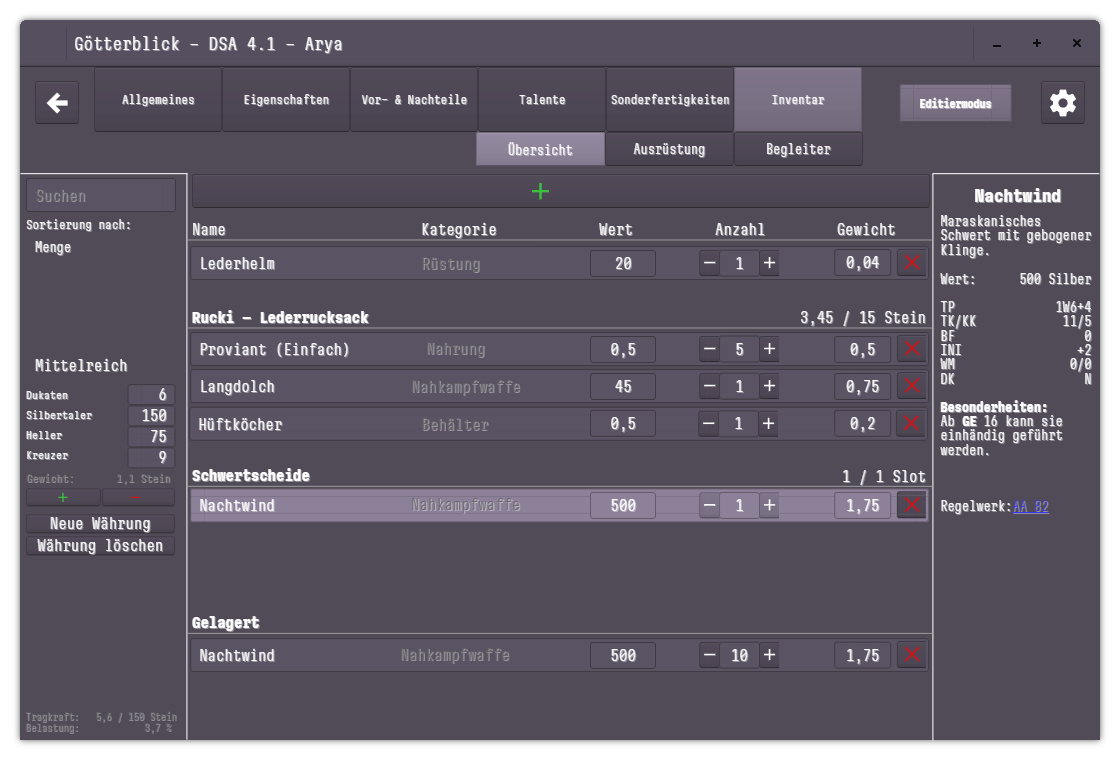 Götterblick – DSA 4.1 – Arya
Allgemeines
Eigenschaften
Vor- & Nachteile
Talente
Sonderfertigkeiten
Inventar
Editiermodus
Übersicht
Ausrüstung
Begleiter
Suchen
Sortierung nach:
Menge
Mittelreich
Dukaten 6
Silbertaler 150
Heller 75
Kreuzer 9
Gewicht: 1,1 Stein
+ –
Neue Währung
Währung löschen
Tragkraft: 5,6 / 150 Stein
Belastung: 3,7 %
+
Name Kategorie Wert Anzahl Gewicht
Lederhelm Rüstung 20 – 1 + 0,04
Rucki – Lederrucksack 3,45 / 15 Stein
Proviant (Einfach) Nahrung 0,5 – 5 + 0,5
Langdolch Nahkampfwaffe 45 – 1 + 0,75
Hüftköcher Behälter 0,5 – 1 + 0,2
Schwertscheide 1 / 1 Slot
Nachtwind Nahkampfwaffe 500 – 1 + 1,75
Gelagert
Nachtwind Nahkampfwaffe 500 – 10 + 1,75
Nachtwind
Maraskanisches
Schwert mit gebogener
Klinge.
Wert: 500 Silber
TP 1W6+4
TK/KK 11/5
BF 0
INI +2
WM 0/0
DK N
Besonderheiten:
Ab GE 16 kann sie
einhändig geführt
werden.
Regelwerk: AA 82